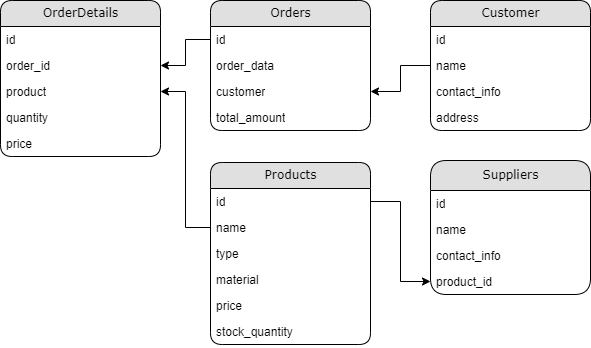 OrderDetails
id
order_id
product
quantity
price
Orders
id
order_data
customer
total_amount
Customer
id
name
contact_info
address
Products
id
name
type
material
price
stock_quantity
Suppliers
id
name
contact_info
product_id